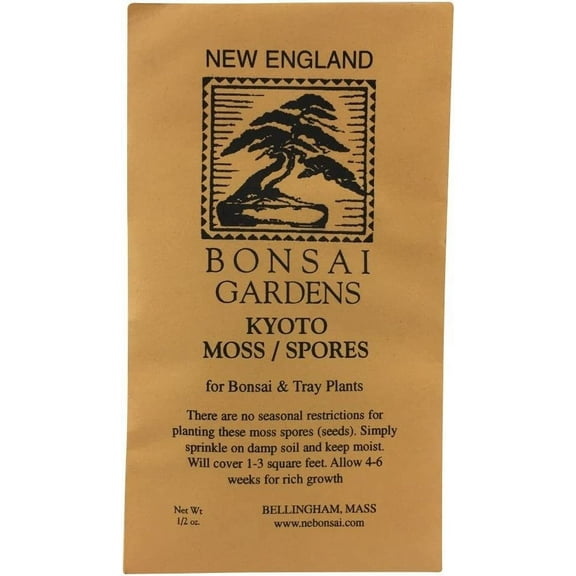 NEW ENGLAND
BONSAI
GARDENS
KYOTO
MOSS / SPORES
for Bonsai & Tray Plants
There are no seasonal restrictions for
planting these moss spores (seeds). Simply
sprinkle on damp soil and keep moist.
Will cover 1-3 square feet. Allow 4-6
weeks for rich growth
Net Wt
1/2 oz.
BELLINGHAM, MASS
www.nebonsai.com